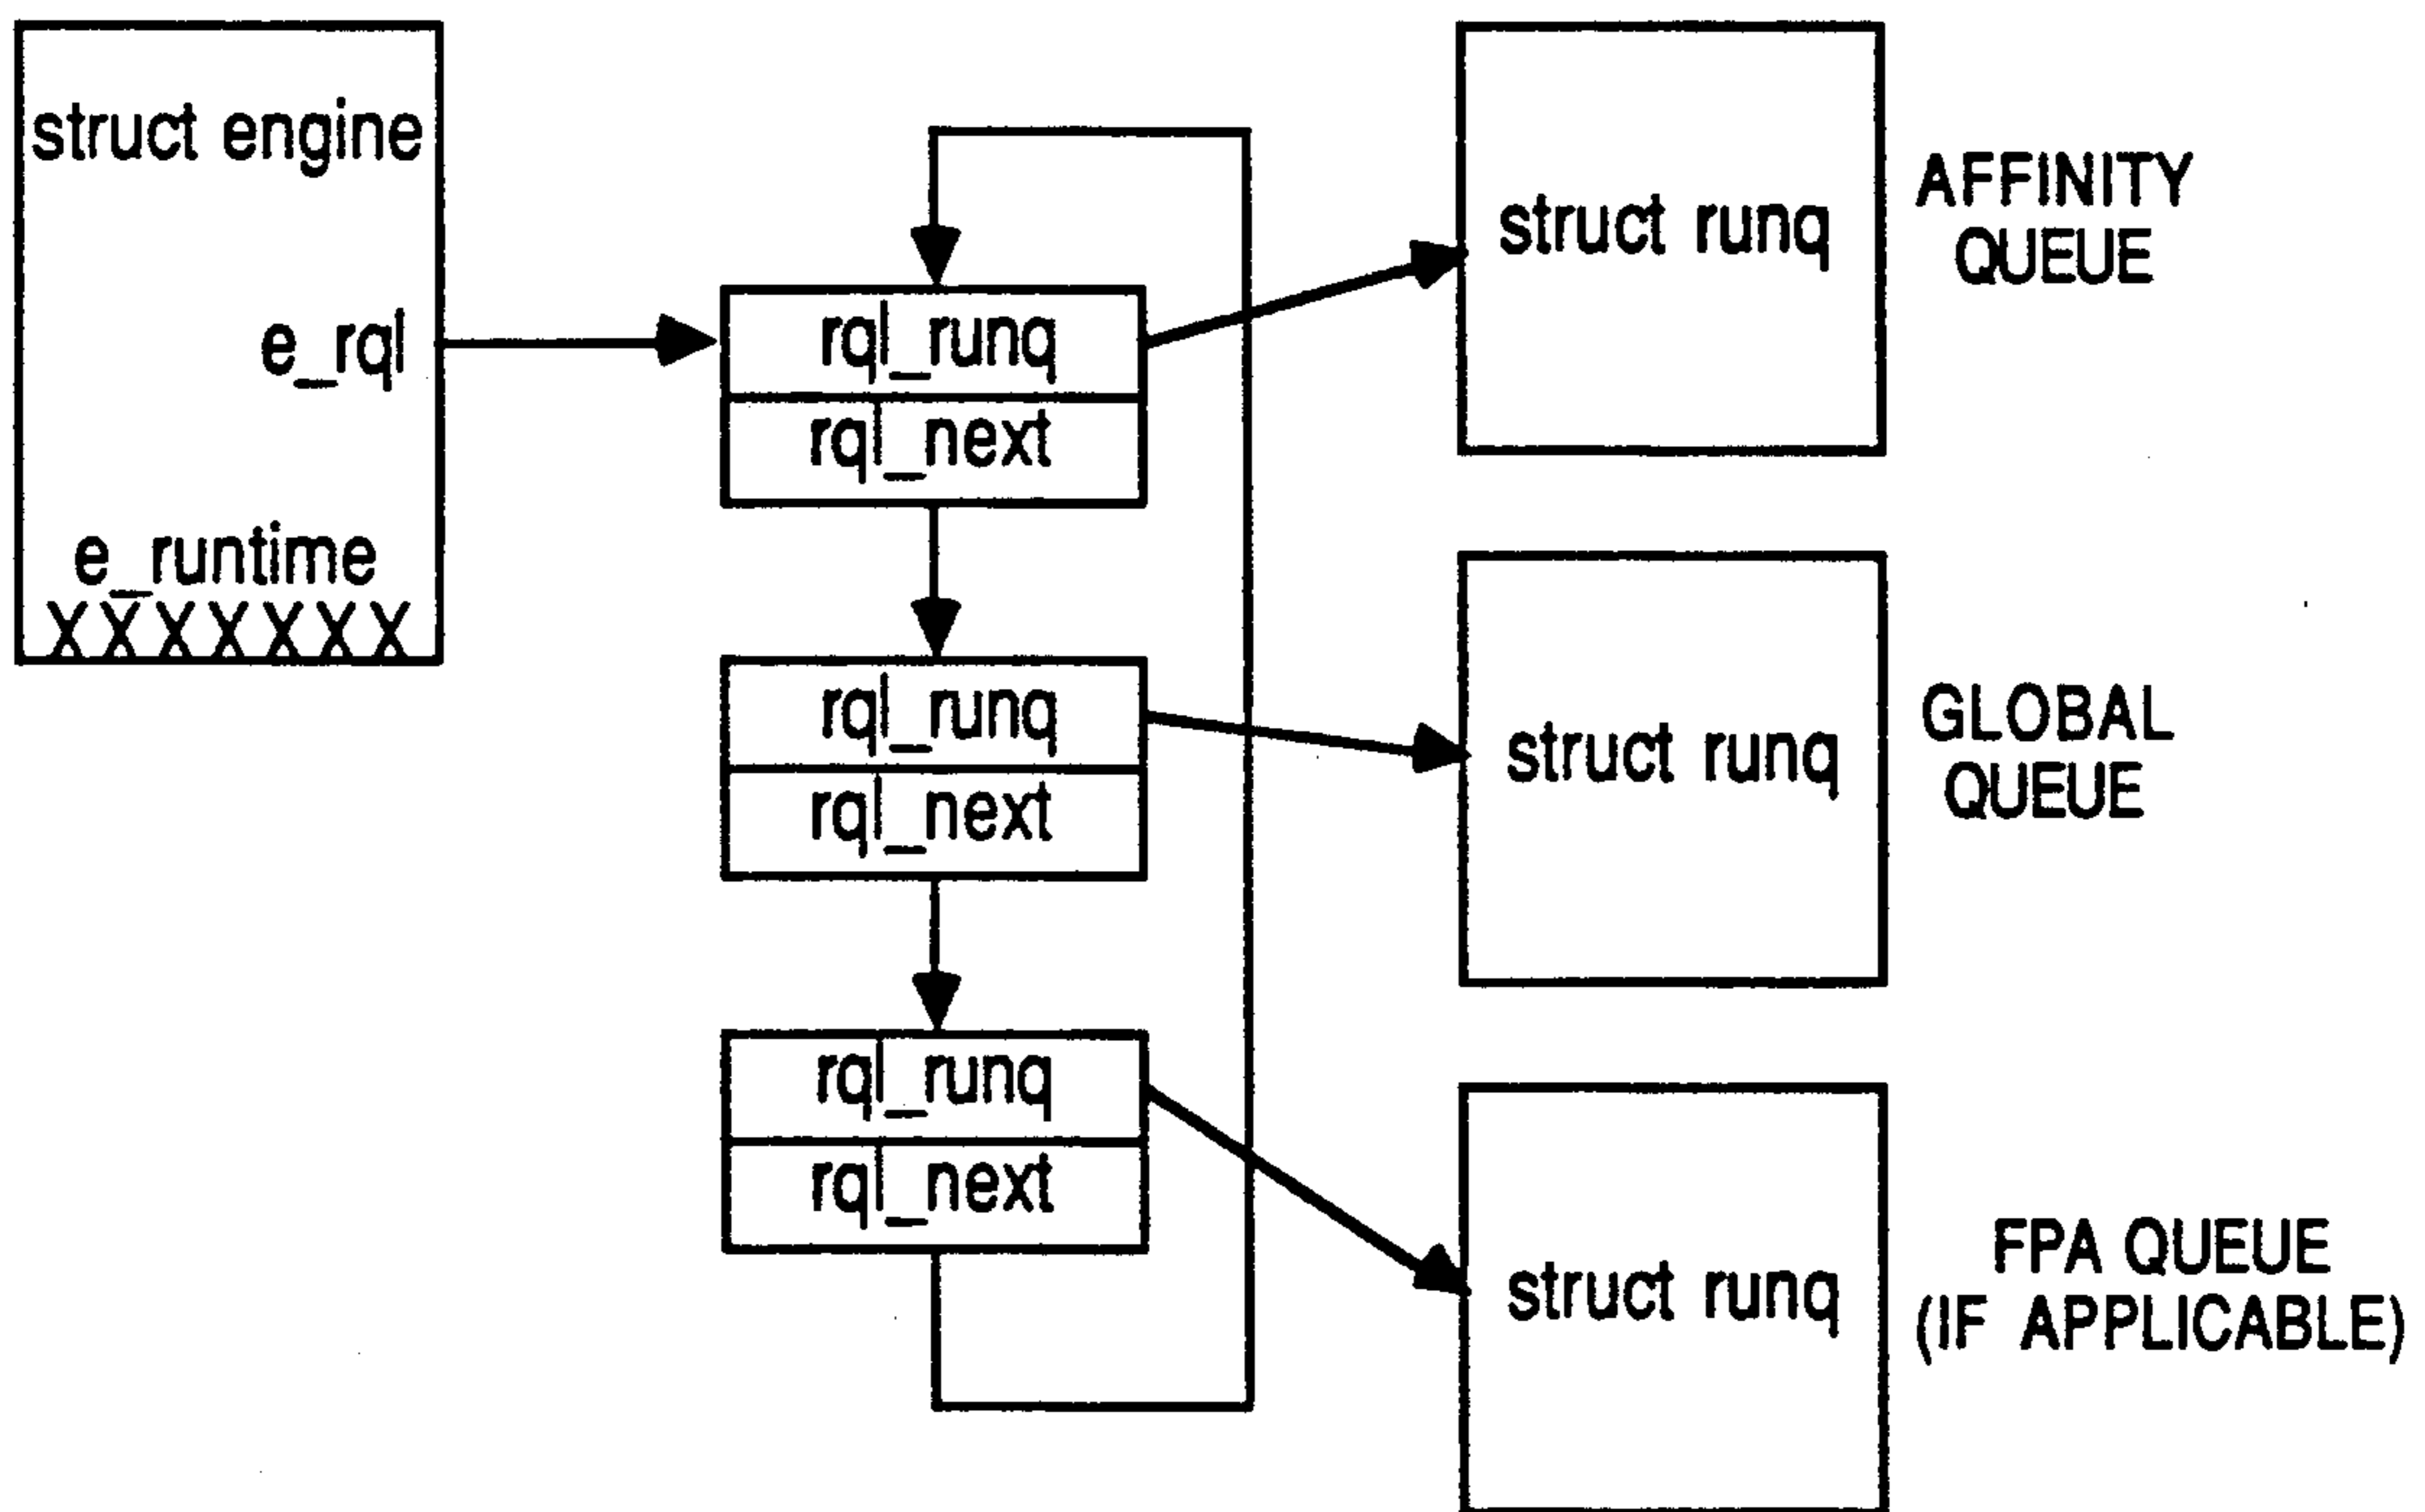 struct engine
e_rql
e_runtime
XXXXXXX
rql_runq
rql_next
rql_runq
rql_next
rql_runq
rql_next
struct runq
AFFINITY
QUEUE
struct runq
GLOBAL
QUEUE
struct runq
FPA QUEUE
(IF APPLICABLE)